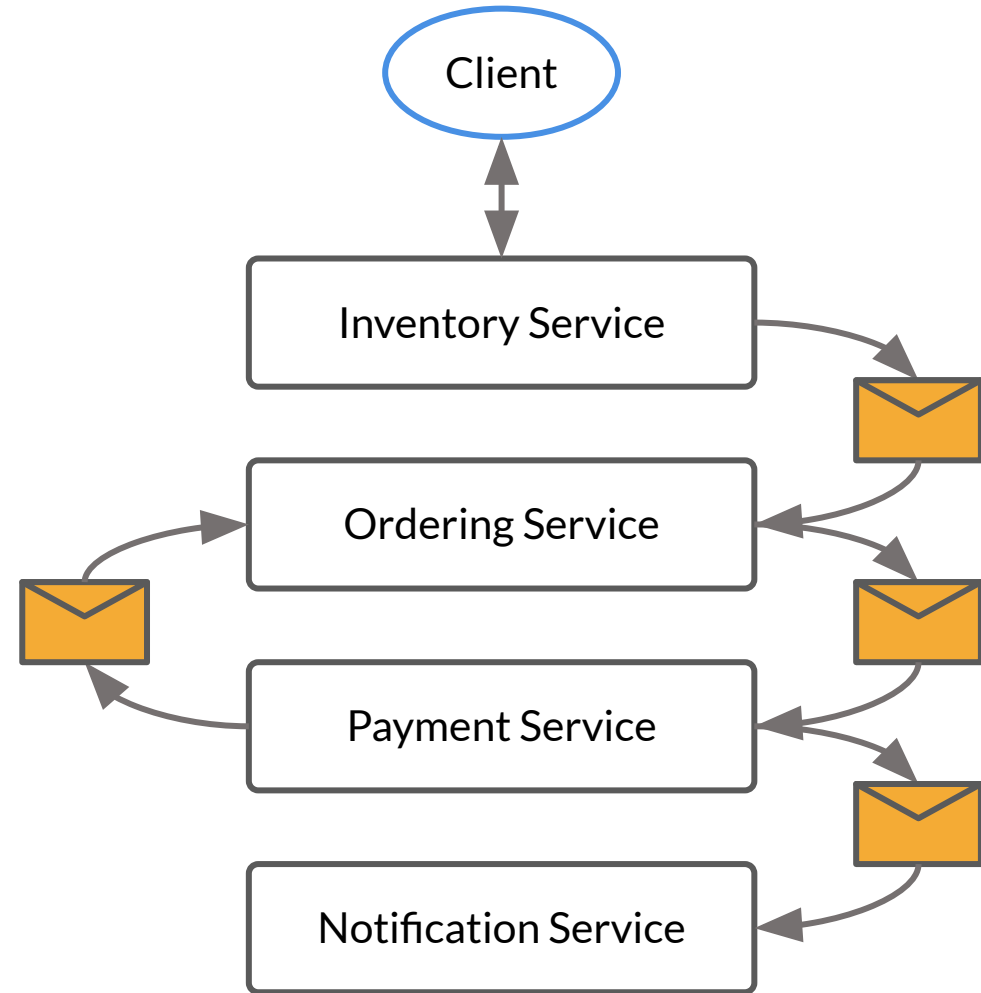 Client
Inventory Service
Ordering Service
Payment Service
Notification Service